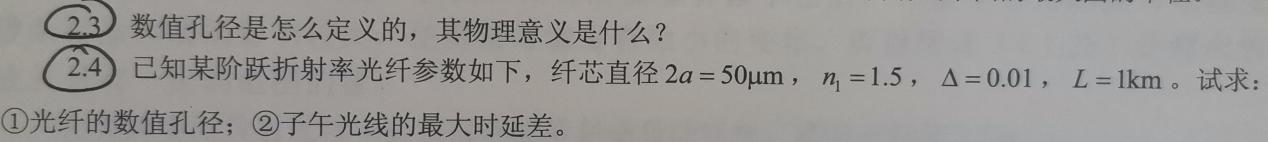 2.3 数值孔径是怎么定义的，其物理意义是什么？
2.4 已知某阶跃折射率光纤参数如下，纤芯直径 2a = 50μm， n₁ = 1.5， Δ = 0.01， L = 1km 。试求：
①光纤的数值孔径；②子午光线的最大时延差。